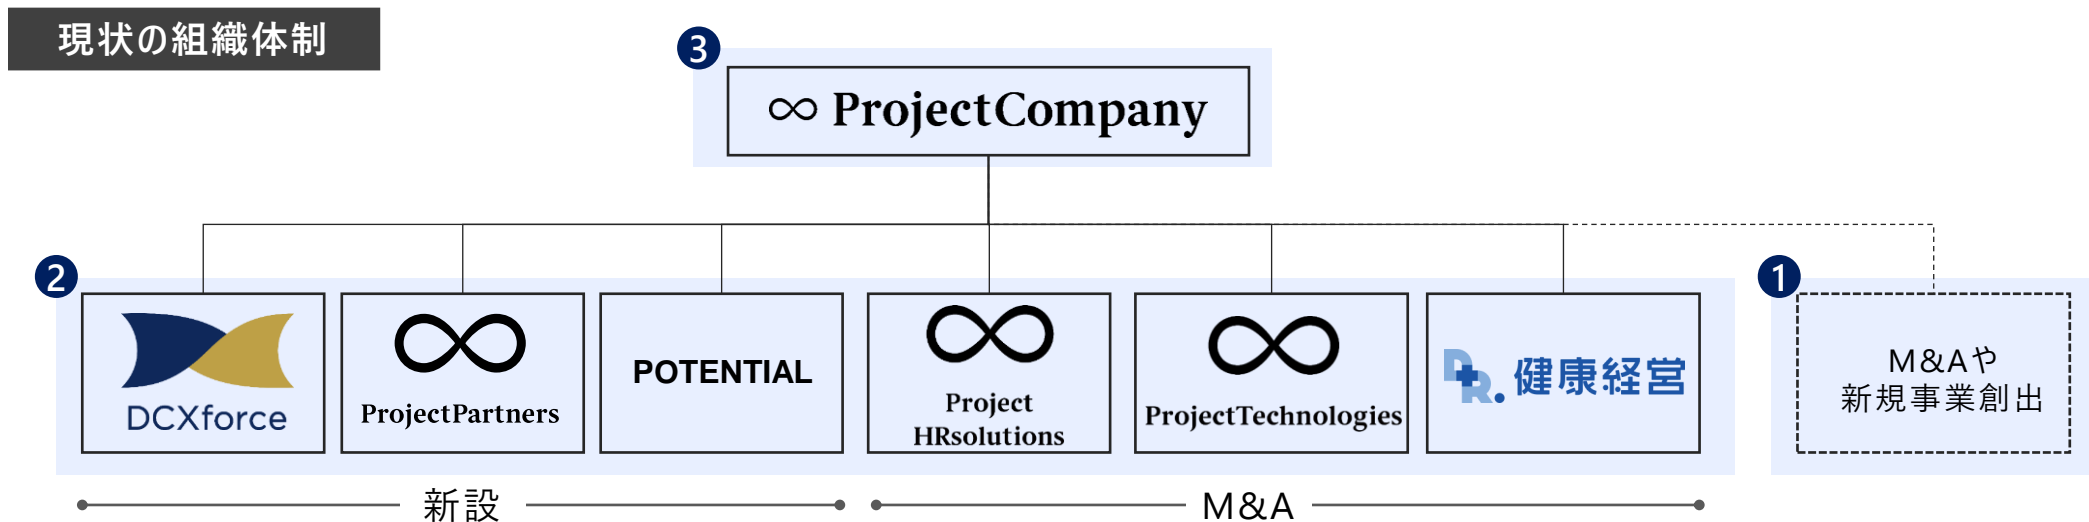 現状の組織体制
3
ProjectCompany
2
DCXforce
ProjectPartners
POTENTIAL
Project
HRsolutions
ProjectTechnologies
DR.健康経営
1
M&Aや
新規事業創出
新設
M&A